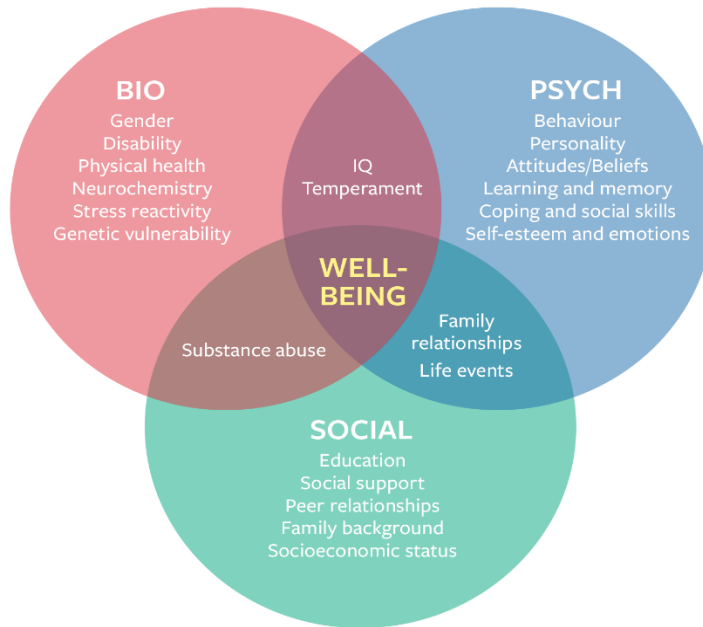 BIO
Gender
Disability
Physical health
Neurochemistry
Stress reactivity
Genetic vulnerability
IQ
Temperament
PSYCH
Behaviour
Personality
Attitudes/Beliefs
Learning and memory
Coping and social skills
Self-esteem and emotions
WELL-
BEING
Substance abuse
Family
relationships
Life events
SOCIAL
Education
Social support
Peer relationships
Family background
Socioeconomic status